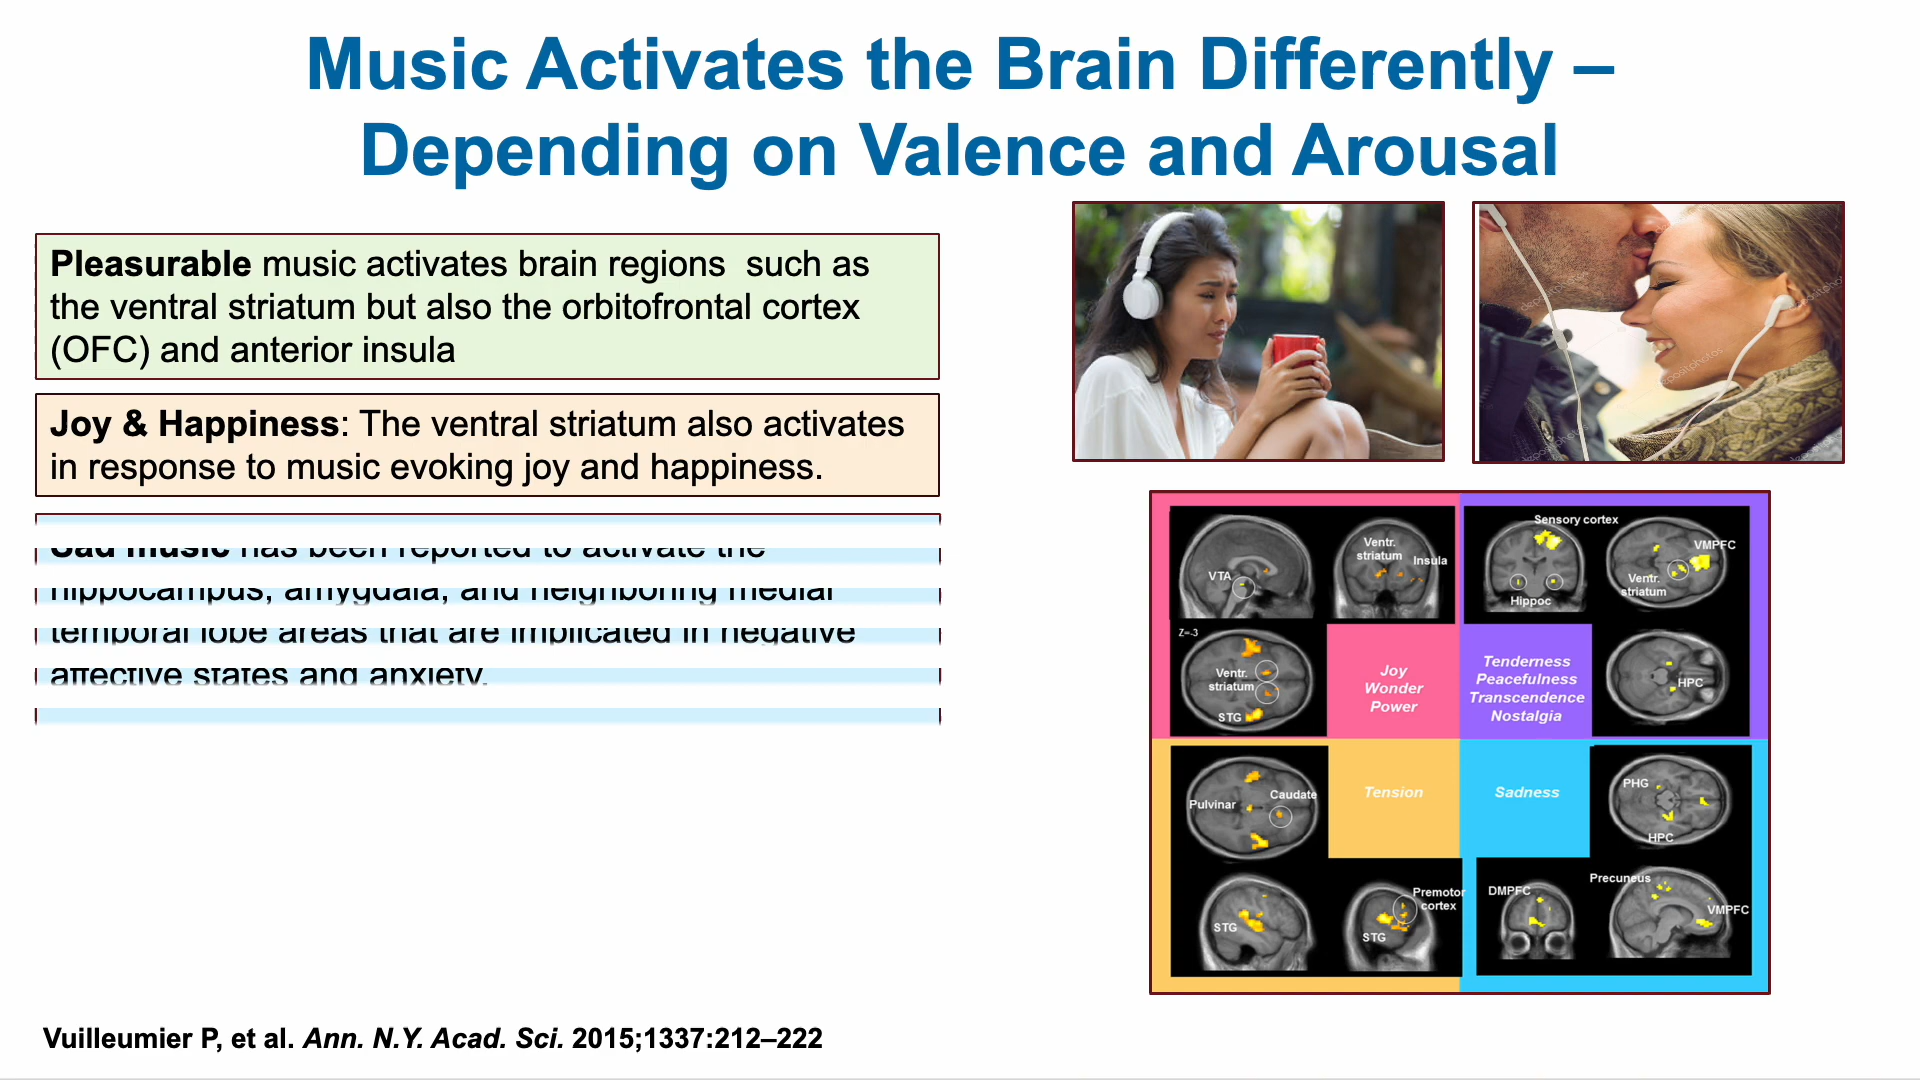 Music Activates the Brain Differently –
Depending on Valence and Arousal
Pleasurable music activates brain regions  such as
the ventral striatum but also the orbitofrontal cortex
(OFC) and anterior insula
Joy & Happiness: The ventral striatum also activates
in response to music evoking joy and happiness.
Sad music has been reported to activate the
hippocampus, amygdala, and neighboring medial
temporal lobe areas that are implicated in negative
affective states and anxiety.
VTA
Ventr.
striatum
Insula
Z=-3
Ventr.
striatum
STG
Joy
Wonder
Power
Sensory cortex
VMPFC
Ventr.
striatum
Hippoc
Tenderness
Peacefulness
Transcendence
Nostalgia
HPC
Pulvinar
Caudate
Tension
STG
Premotor
cortex
STG
Sadness
PHG
HPC
DMPFC
Precuneus
VMPFC
Vuilleumier P, et al. Ann. N.Y. Acad. Sci. 2015;1337:212–222